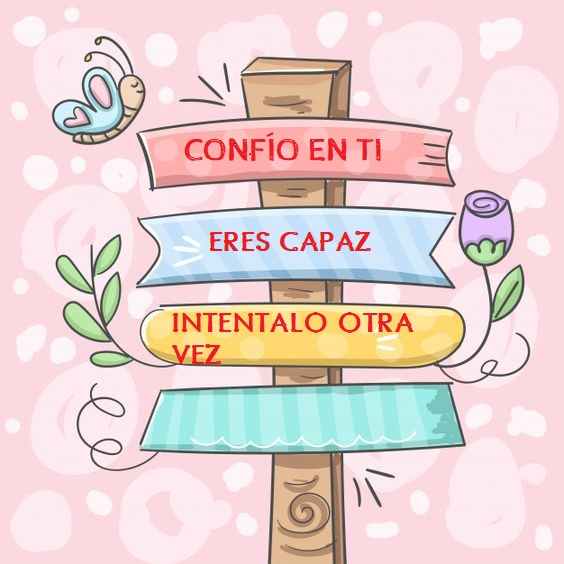 CONFÍO EN TI
ERES CAPAZ
INTENTALO OTRA
VEZ